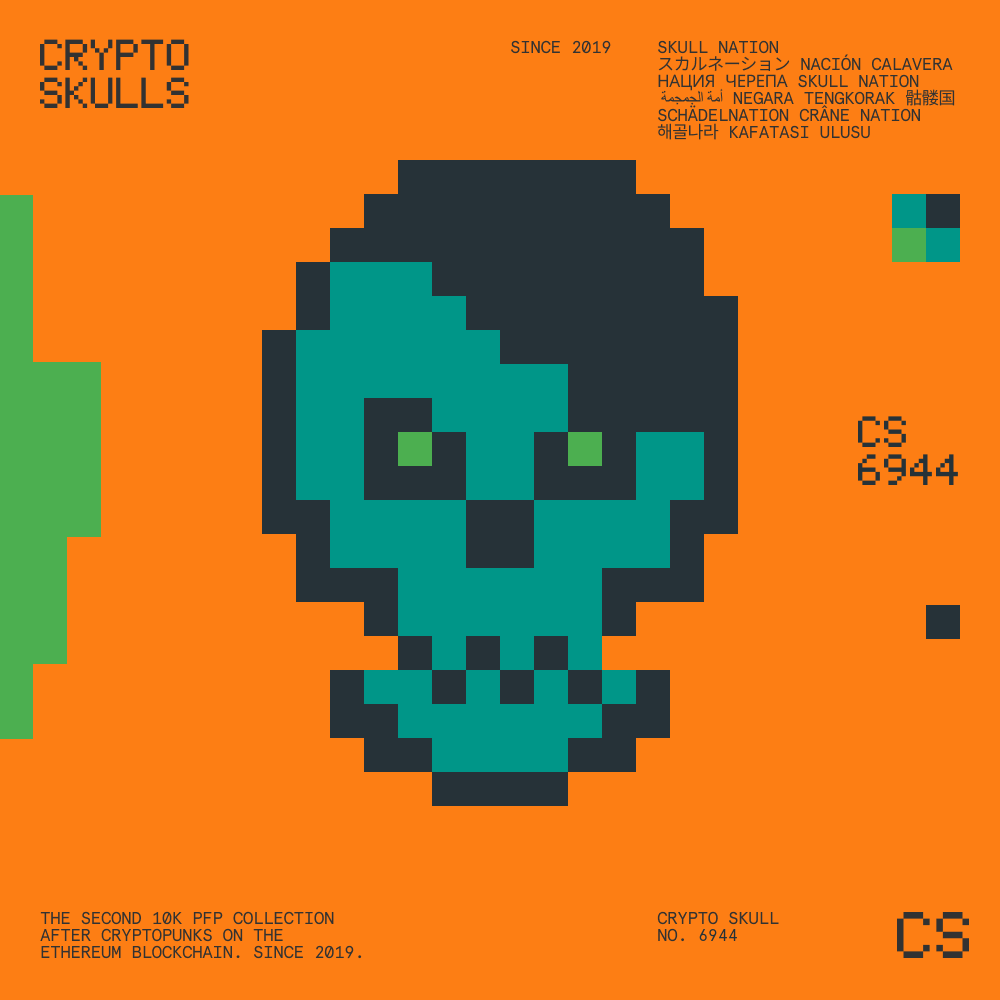 CRYPTO
SKULLS
SINCE 2019
SKULL NATION
スカルネーション NACIÓN CALAVERA
НАЦИЯ ЧЕРЕПА SKULL NATION
أمة الجمجمة NEGARA TENGKORAK 骷髅国
SCHÄDELNATION CRÂNE NATION
해골나라 KAFATASI ULUSU
CS
6944
THE SECOND 10K PFP COLLECTION
AFTER CRYPTOPUNKS ON THE
ETHEREUM BLOCKCHAIN. SINCE 2019.
CRYPTO SKULL
NO. 6944
CS